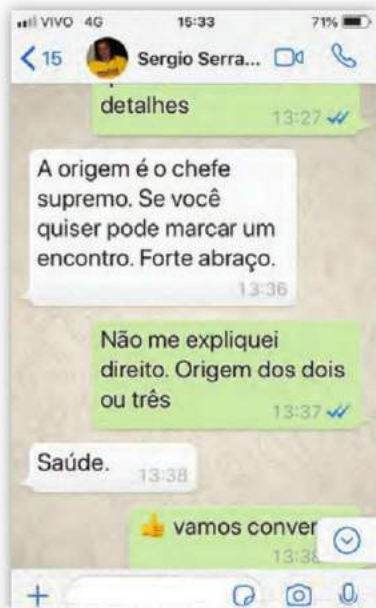 VIVO 4G 15:33 71%
15 Sergio Serra...
detalhes
13:27
A origem é o chefe
supremo. Se você
quiser pode marcar um
encontro. Forte abraço.
13:36
Não me expliquei
direito. Origem dos dois
ou três
13:37
Saúde.
13:38
👍 vamos conver
13:38